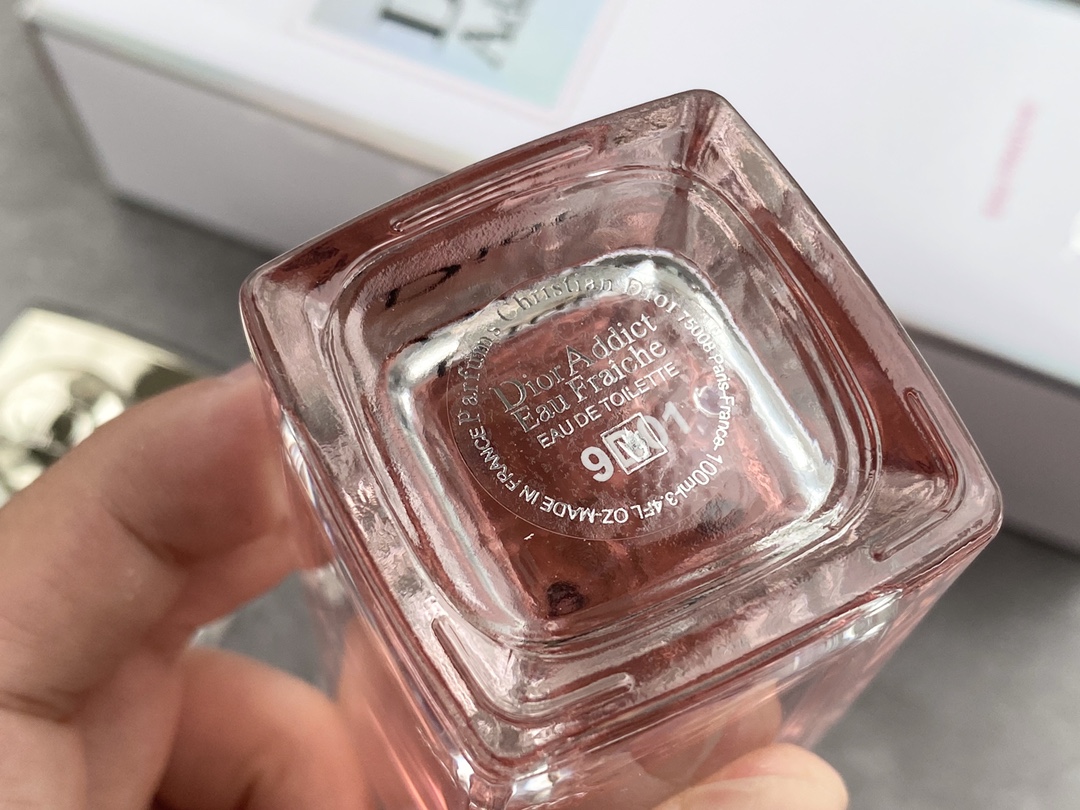 Parfums Christian Dior 75008-Paris-France-100ml-3.4FL.OZ-MADE IN FRANCE
Dior Addict
Eau Fraîche
EAU DE TOILETTE